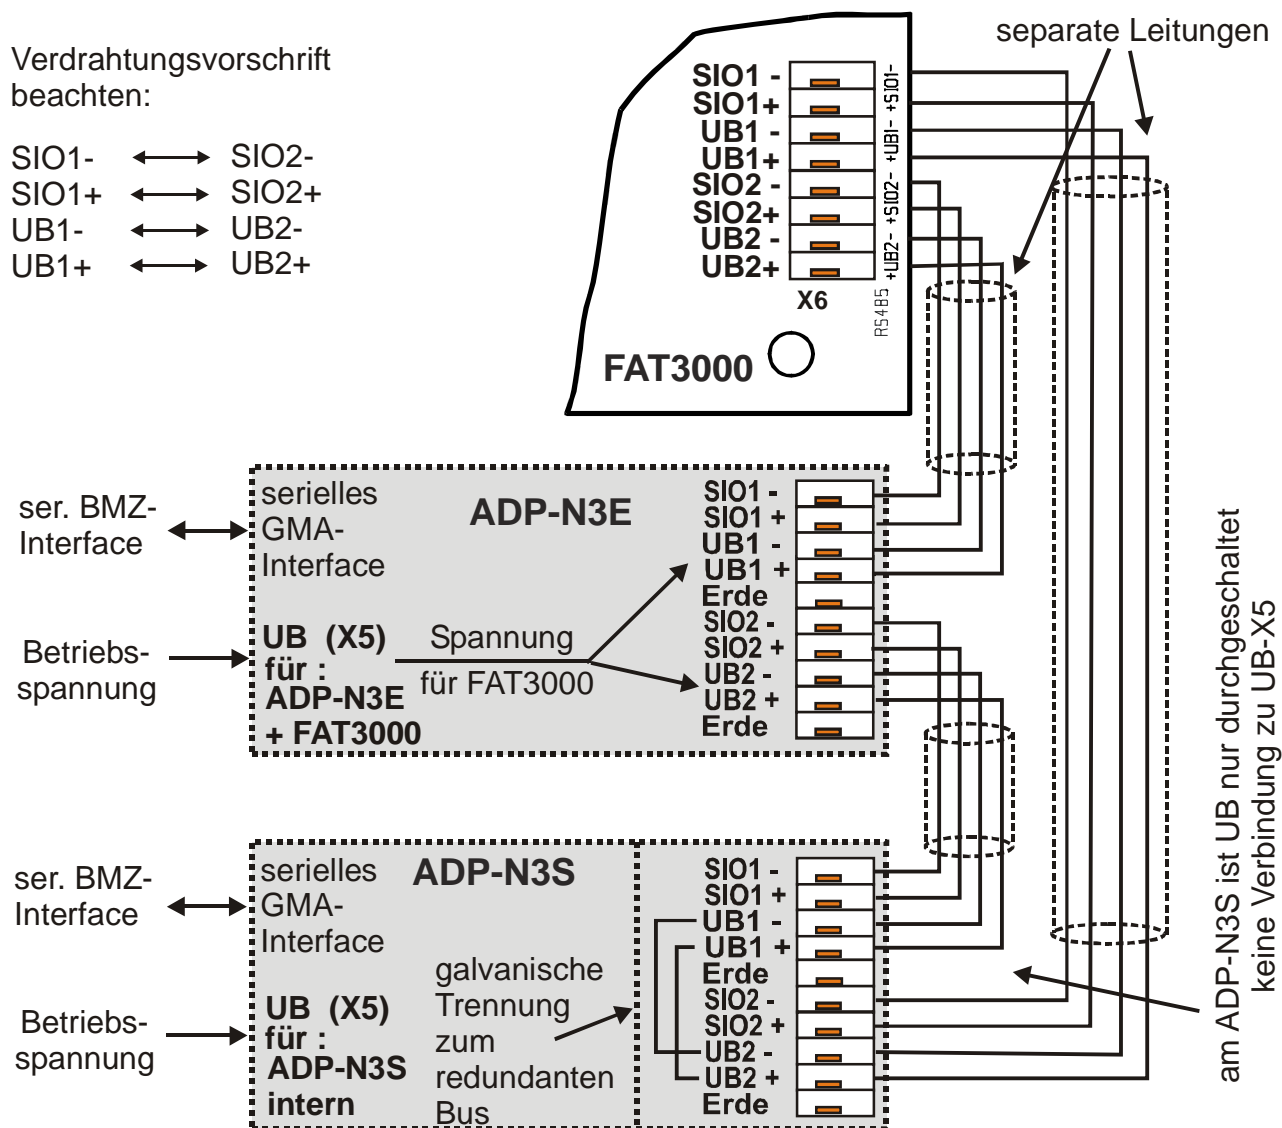 separate Leitungen
Verdrahtungsvorschrift
beachten:
SIO1- SIO2-
SIO1+ SIO2+
UB1- UB2-
UB1+ UB2+
SIO1 -
SIO1+
UB1 -
UB1+
SIO2 -
SIO2+
UB2 -
UB2+
+SIO1-
+UB1-
+SIO2-
+UB2-
X6
RS485
FAT3000
ser. BMZ-
Interface
serielles
GMA-
Interface
ADP-N3E
Betriebs-
spannung
UB (X5)
für :
ADP-N3E
+ FAT3000
Spannung
für FAT3000
SIO1 -
SIO1 +
UB1 -
UB1 +
Erde
SIO2 -
SIO2 +
UB2 -
UB2 +
Erde
ser. BMZ-
Interface
serielles
GMA-
Interface
ADP-N3S
Betriebs-
spannung
UB (X5)
für :
ADP-N3S
intern
galvanische
Trennung
zum
redundanten
Bus
SIO1 -
SIO1 +
UB1 -
UB1 +
Erde
SIO2 -
SIO2 +
UB2 -
UB2 +
Erde
am ADP-N3S ist UB nur durchgeschaltet
keine Verbindung zu UB-X5